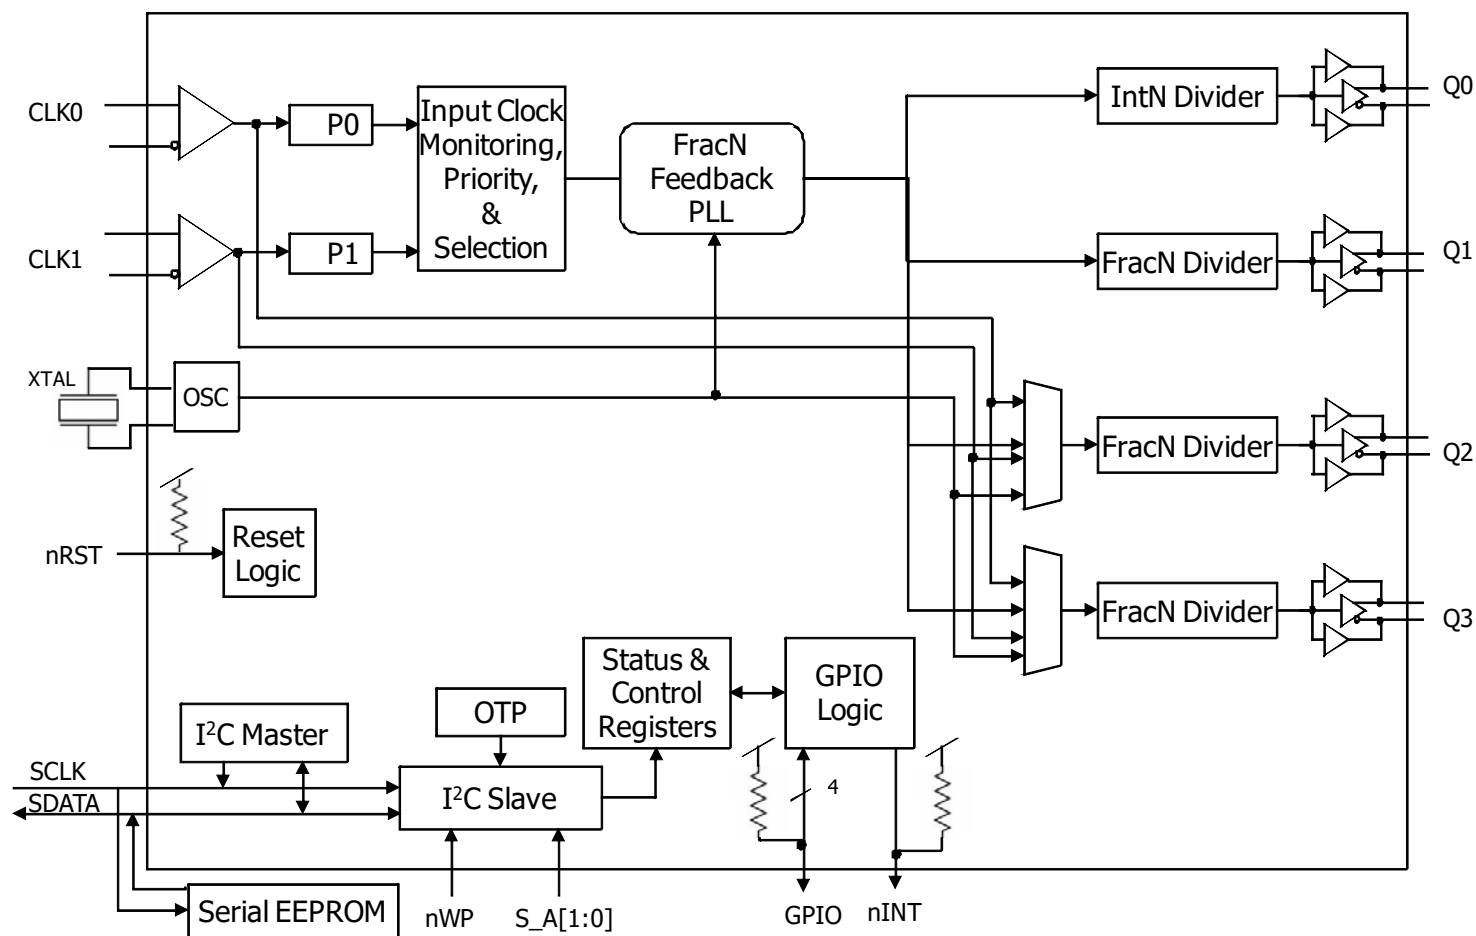 CLK0
P0
Input Clock
Monitoring,
Priority,
&
Selection
FracN
Feedback
PLL
IntN Divider
Q0
CLK1
P1
FracN Divider
Q1
XTAL
OSC
FracN Divider
Q2
nRST
Reset
Logic
FracN Divider
Q3
Status &
Control
Registers
GPIO
Logic
OTP
I²C Master
SCLK
SDATA
I²C Slave
4
Serial EEPROM
nWP
S_A[1:0]
GPIO
nINT